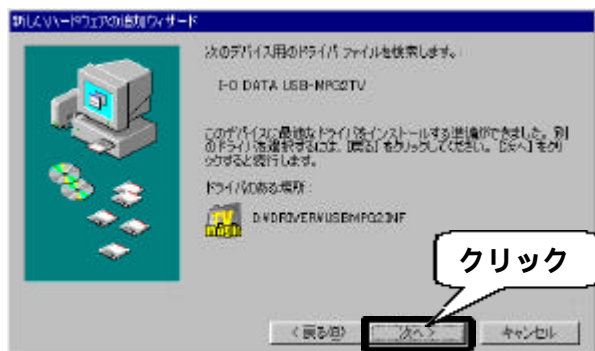 新しいハードウェアの追加ウィザード
次のデバイス用のドライバ ファイルを検索します。:
I-O DATA USB-MPG2TV
このデバイスに最適なドライバをインストールする準備ができました。別
のドライバを選択するには、[戻る] をクリックしてください。[次へ] をクリ
ックすると続行します。
ドライバのある場所:
D:¥DRIVER¥USBMPG2.INF
クリック
< 戻る(B)
次へ >
キャンセル